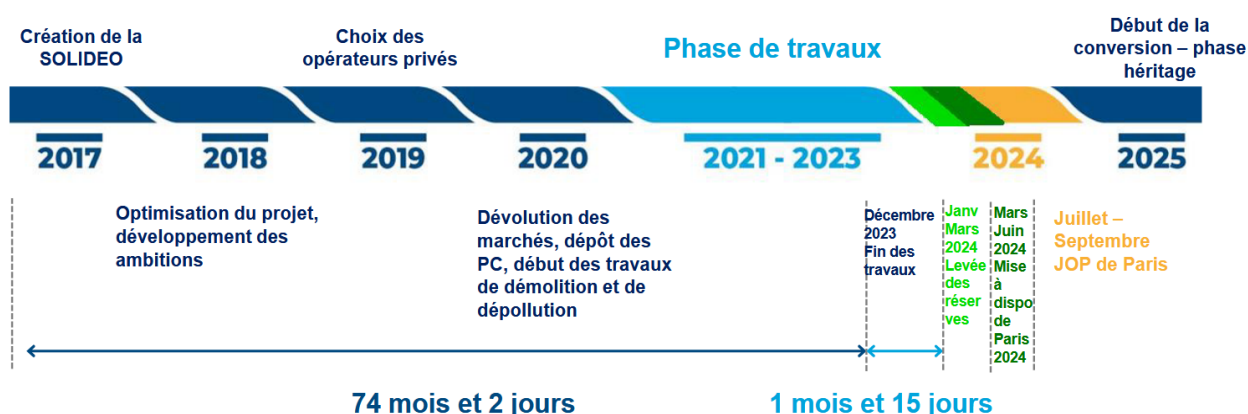 Création de la
SOLIDEO
Choix des
opérateurs privés
Phase de travaux
Début de la
conversion – phase
héritage
2017
2018
2019
2020
2021 - 2023
2024
2025
Optimisation du projet,
développement des
ambitions
Dévolution des
marchés, dépôt des
PC, début des travaux
de démolition et de
dépollution
Décembre
2023
Fin des
travaux
Janv
Mars
2024
Levée
des
réser
ves
Mars
Juin
2024
Mise
à
dispo
de
Paris
2024
Juillet –
Septembre
JOP de Paris
74 mois et 2 jours
1 mois et 15 jours